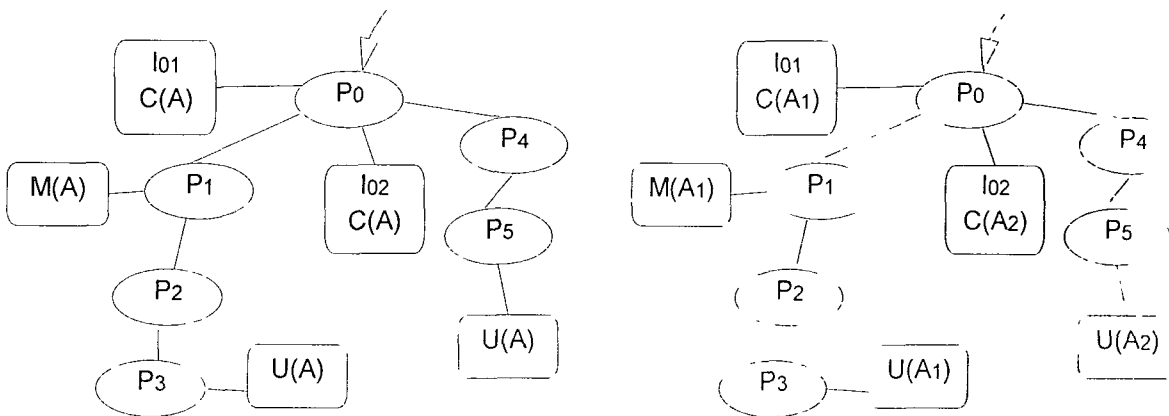 I01
C(A)
P0
P4
M(A)
P1
I02
C(A)
P5
P2
U(A)
P3
U(A)
I01
C(A1)
P0
P4
M(A1)
P1
I02
C(A2)
P5
P2
U(A2)
P3
U(A1)